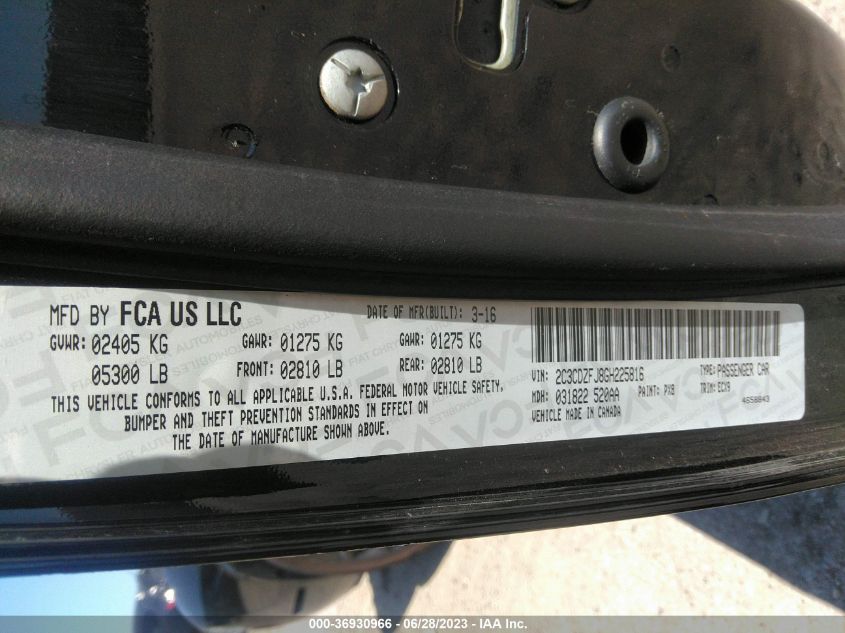 MFD BY FCA US LLC DATE OF MFR(BUILT): 3-16
GVWR: 02405 KG GAWR: 01275 KG GAWR: 01275 KG
05300 LB FRONT: 02810 LB REAR: 02810 LB
THIS VEHICLE CONFORMS TO ALL APPLICABLE U.S.A. FEDERAL MOTOR VEHICLE SAFETY,
BUMPER AND THEFT PREVENTION STANDARDS IN EFFECT ON
THE DATE OF MANUFACTURE SHOWN ABOVE.
VIN: 2C3CDZFJ8GH225816 TYPE: PASSENGER CAR
MDH: 031822 520AA PAINT: PX8 TRIM: ECX9
VEHICLE MADE IN CANADA 4658843
000-36930966 - 06/28/2023 - IAA Inc.